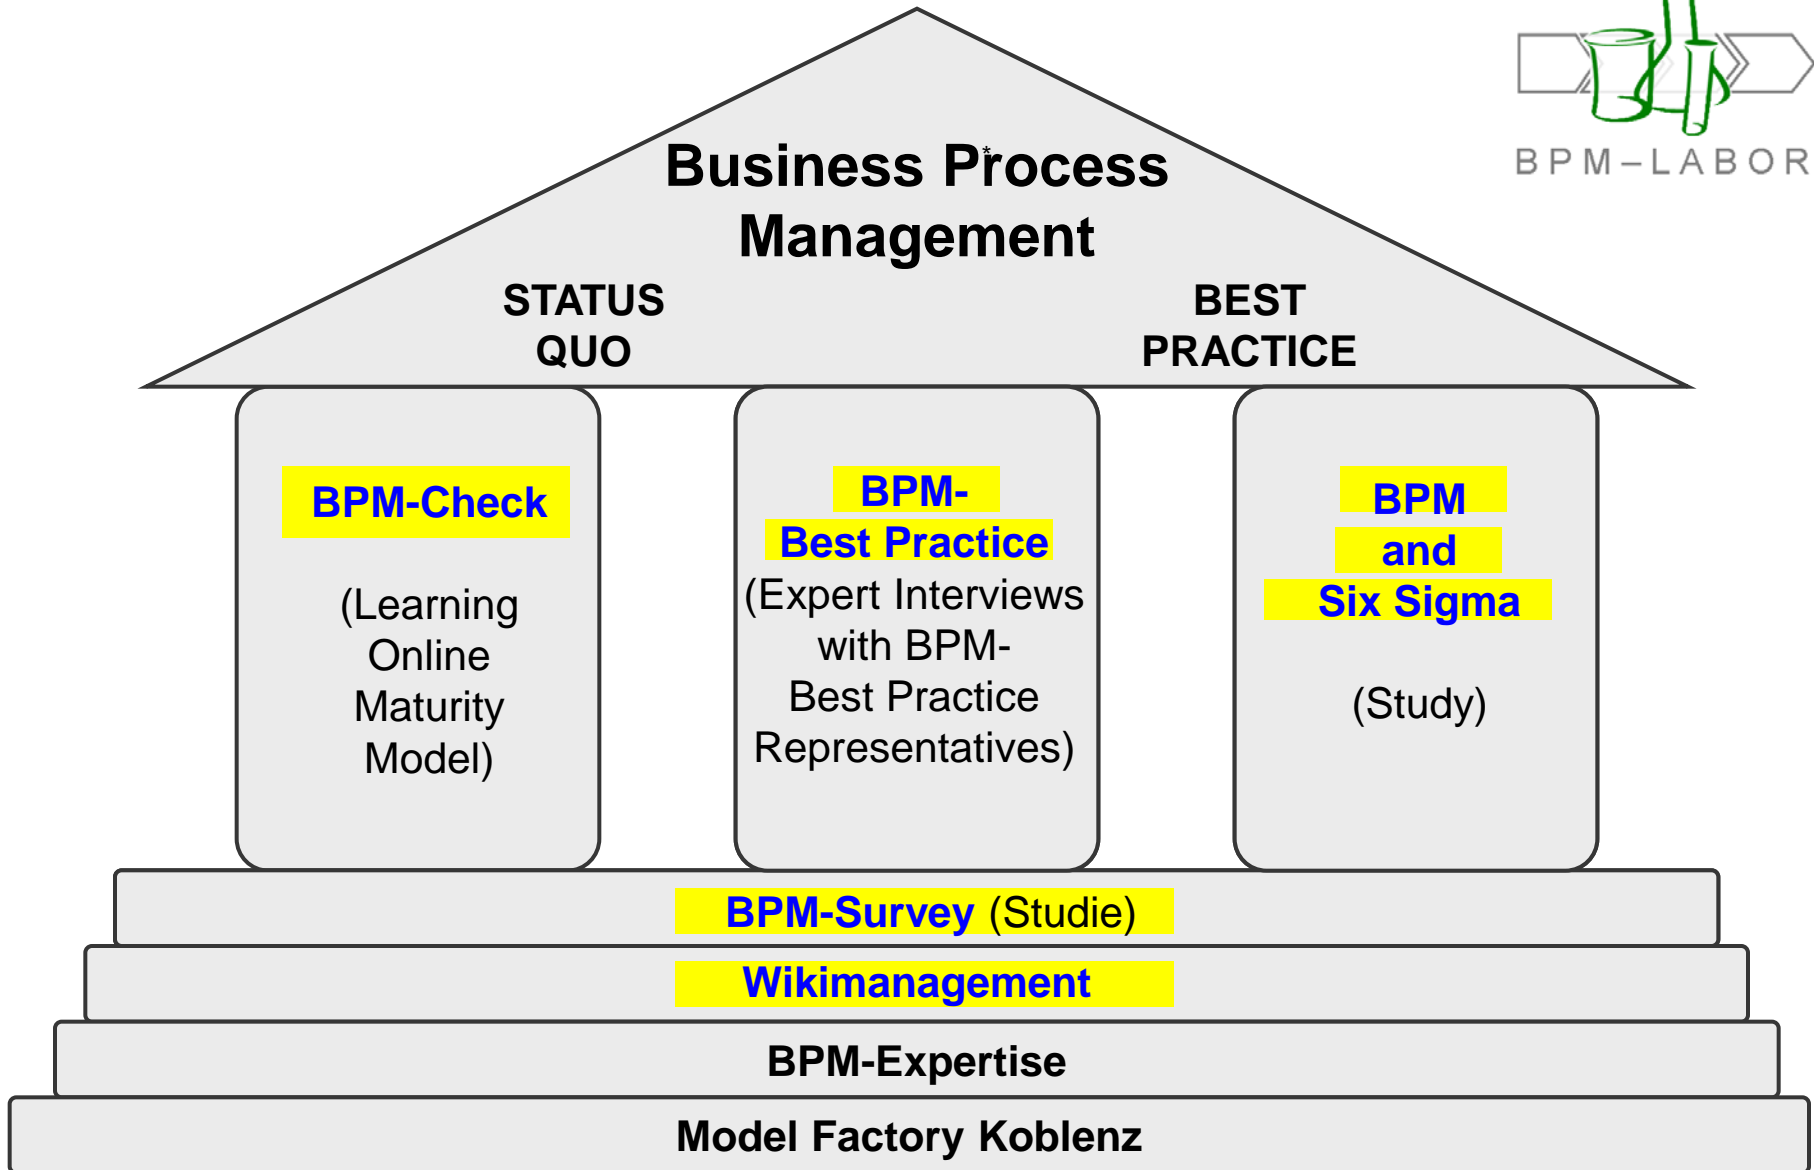 BPM-LABOR
*
Business Process
Management
STATUS
QUO
BEST
PRACTICE
BPM-Check
(Learning
Online
Maturity
Model)
BPM-
Best Practice
(Expert Interviews
with BPM-
Best Practice
Representatives)
BPM
and
Six Sigma
(Study)
BPM-Survey (Studie)
Wikimanagement
BPM-Expertise
Model Factory Koblenz